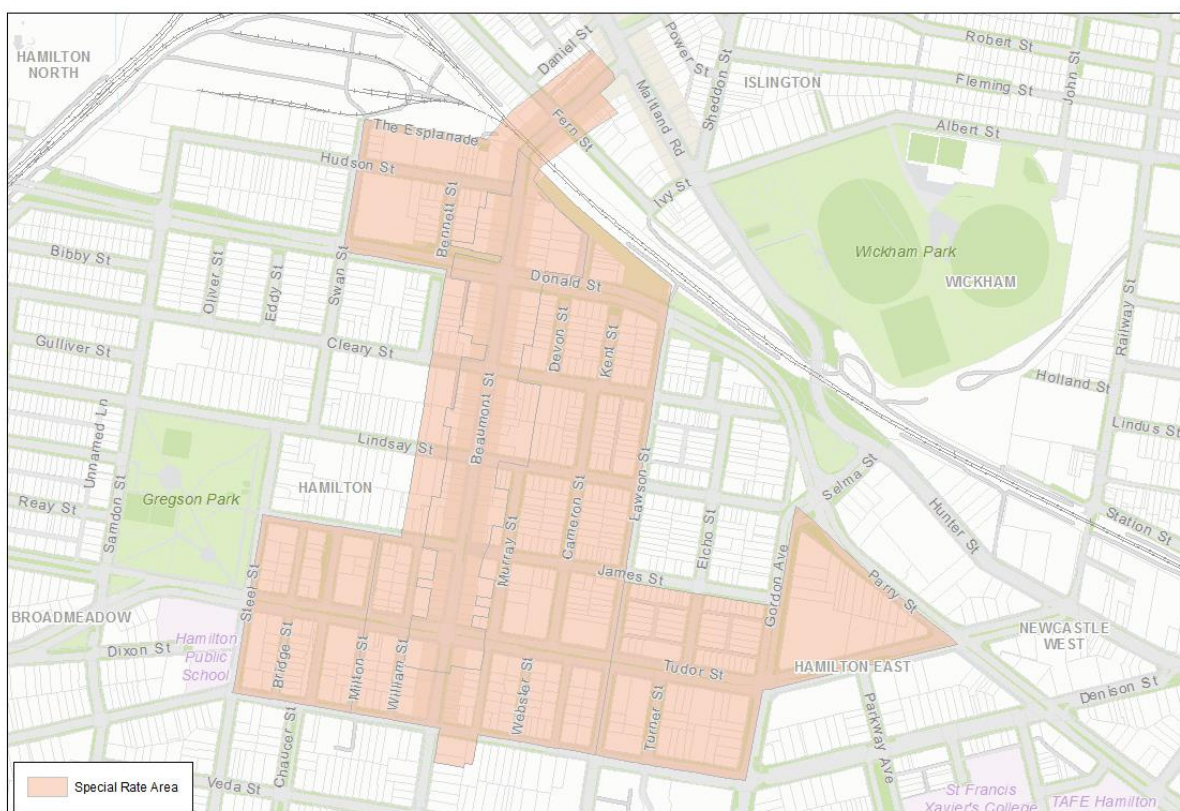 HAMILTON
NORTH
Daniel St
Power St
Sheddon St
ISLINGTON
Robert St
Fleming St
John St
Maitland Rd
Fern St
Albert St
The Esplanade
Hudson St
Ivy St
Bennett St
Wickham Park
WICKHAM
Railway St
Bibby St
Oliver St
Eddy St
Swan St
Donald St
Devon St
Kent St
Cleary St
Gulliver St
Holland St
Beaumont St
Lindus St
Unnamed Ln
Lindsay St
HAMILTON
Gregson Park
Reay St
Samdon St
Lawson St
Selma St
Hunter St
Station St
Elcho St
Cameron St
Murray St
James St
Gordon Ave
Parry St
Steel St
BROADMEADOW
Dixon St
Hamilton
Public
School
Bridge St
Milton St
William St
Webster St
Tudor St
Turner St
HAMILTON EAST
NEWCASTLE
WEST
Denison St
Parkway Ave
Chaucer St
Veda St
St Francis
Xavier's College
TAFE Hamilton
Special Rate Area